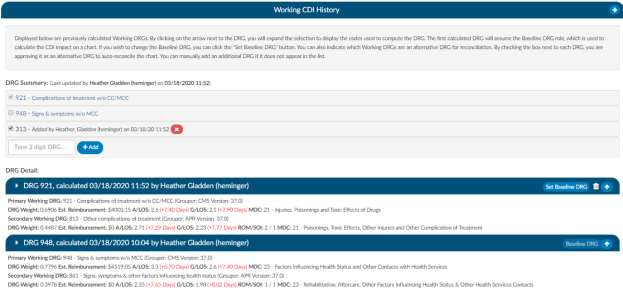 Working CDI History
Displayed below are previously calculated Working DRGs. By clicking on the arrow next to the DRG, you will expand the selection to display the codes used to compute the DRG. The first calculated DRG will assume the Baseline DRG role, which is used to
calculate the CDI impact on a chart. If you wish to change the Baseline DRG, you can click the "Set Baseline DRG" button. You can also indicate which Working DRGs are an alternative DRG for reconciliation. By checking the box next to each DRG, you are
approving it as an alternative DRG to auto-reconcile the chart. You can manually add an additional DRG if it does not appear in the list.
DRG Summary: (Last updated by Heather Gladden (heminger) on 03/18/2020 11:52)
921 - Complications of treatment w/o CC/MCC
948 - Signs & symptoms w/o MCC
313 - Added by Heather, Gladden (heminger) on 03/18/20 11:52
Type 3 digit DRG...
+Add
DRG Detail:
DRG 921, calculated 03/18/2020 11:52 by Heather Gladden (heminger)
Set Baseline DRG
Primary Working DRG: 921 - Complications of treatment w/o CC/MCC (Grouper: CMS Version: 37.0)
DRG Weight: 0.6906 Est. Reimbursement: $4003.15 A/LOS: 2.6 (+7.40 Days) G/LOS: 2.1 (+7.90 Days) MDC: 21 - Injuries, Poisonings and Toxic Effects of Drugs
Secondary Working DRG: 813 - Other complications of treatment (Grouper: APR Version: 37.0)
DRG Weight: 0.4487 Est. Reimbursement: $0 A/LOS: 2.71 (+7.29 Days) G/LOS: 2.23 (+7.77 Days) ROM/SOI: 2 / 1 MDC: 21 - Poisonings, Toxic Effects, Other Injuries and Other Complication of Treatment
DRG 948, calculated 03/18/2020 10:04 by Heather Gladden (heminger)
Baseline DRG
Primary Working DRG: 948 - Signs & symptoms w/o MCC (Grouper: CMS Version: 37.0)
DRG Weight: 0.7796 Est. Reimbursement: $4519.05 A/LOS: 3.3 (+6.70 Days) G/LOS: 2.6 (+7.40 Days) MDC: 23 - Factors Influencing Health Status and Other Contacts with Health Services
Secondary Working DRG: 861 - Signs, symptoms & other factors influencing health status (Grouper: APR Version: 37.0)
DRG Weight: 0.3978 Est. Reimbursement: $0 A/LOS: 2.35 (+7.65 Days) G/LOS: 1.98 (+8.02 Days) ROM/SOI: 1 / 1 MDC: 23 - Rehabilitation, Aftercare, Other Factors Influencing Health Status & Other Health Services Contacts